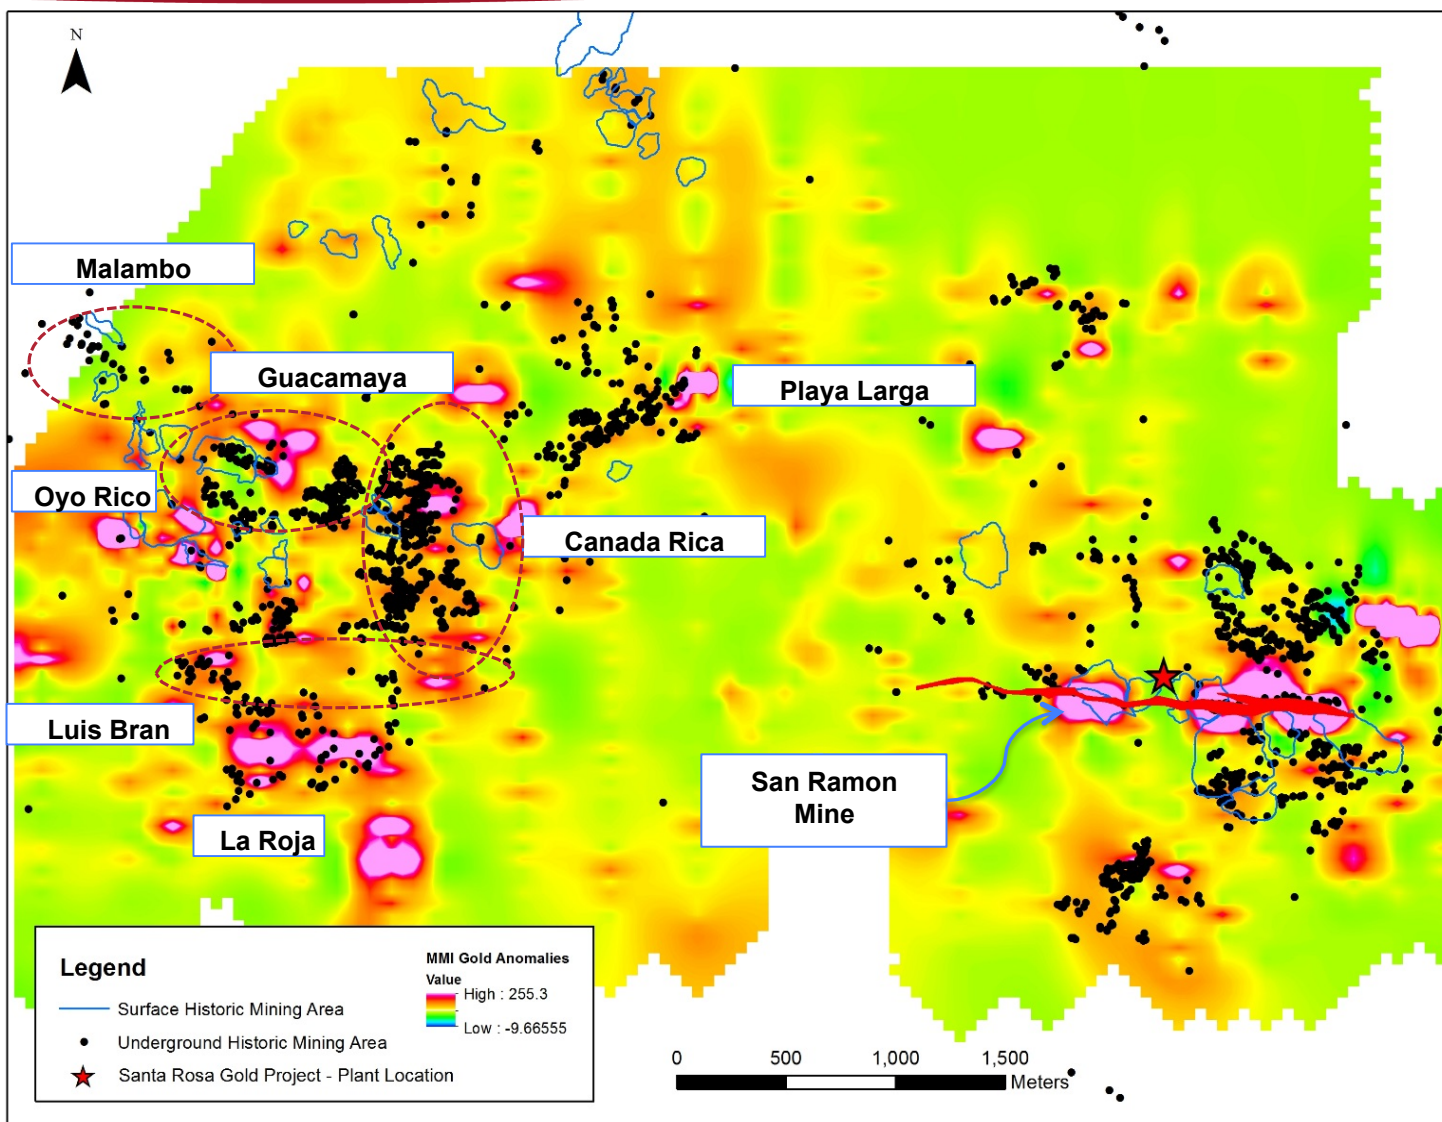 N
Malambo
Guacamaya
Playa Larga
Oyo Rico
Canada Rica
Luis Bran
San Ramon
Mine
La Roja
Legend
Surface Historic Mining Area
Underground Historic Mining Area
Santa Rosa Gold Project - Plant Location
MMI Gold Anomalies
Value
High : 255.3
Low : -9.66555
0 500 1,000 1,500
Meters